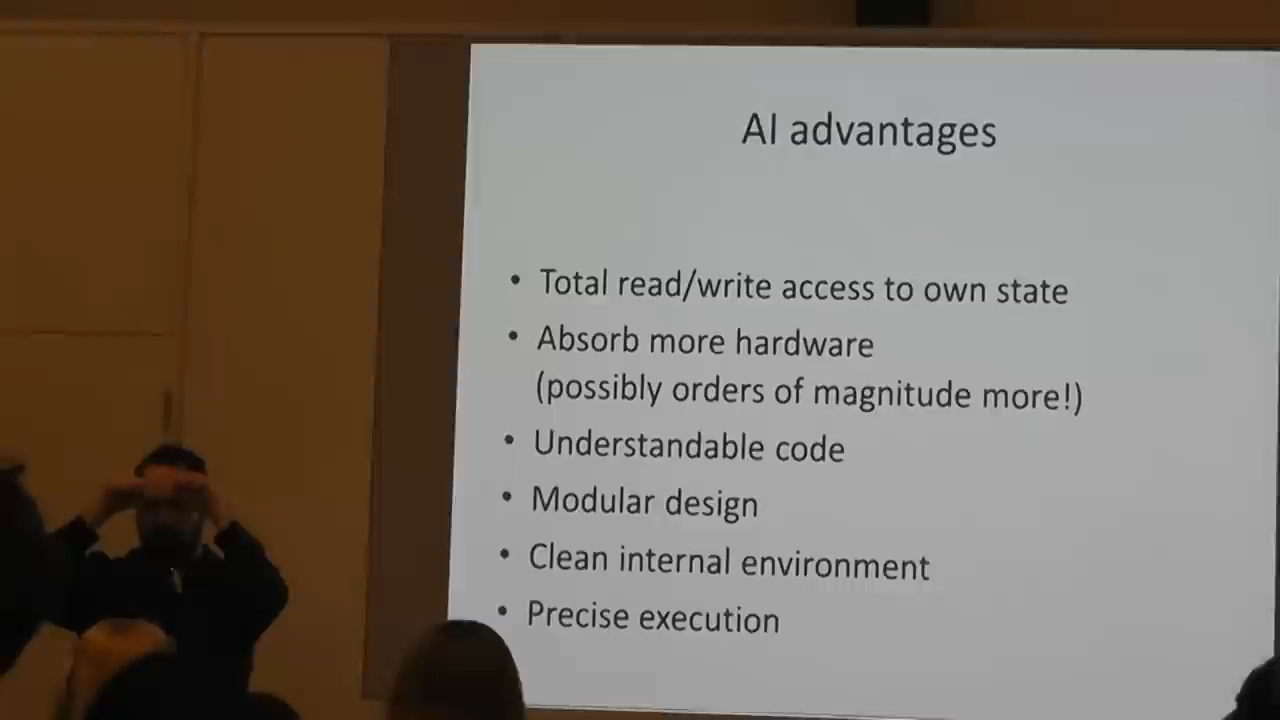 AI advantages
• Total read/write access to own state
• Absorb more hardware
(possibly orders of magnitude more!)
• Understandable code
• Modular design
• Clean internal environment
• Precise execution